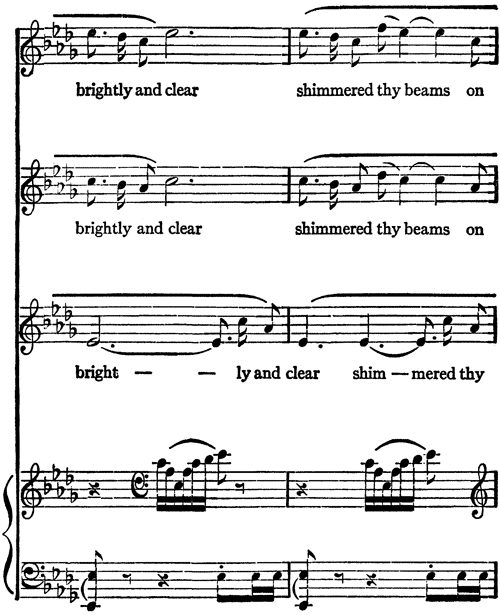 brightly and clear shimmered thy beams on
brightly and clear shimmered thy beams on
bright — — ly and clear shim — mered thy